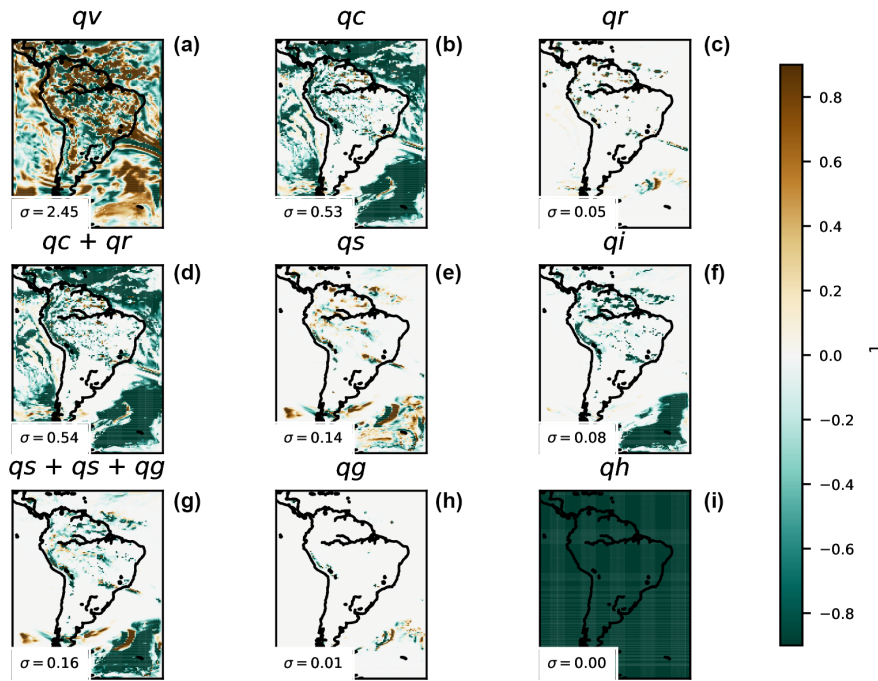 qv
(a)
σ = 2.45
qc
(b)
σ = 0.53
qr
(c)
σ = 0.05
qc + qr
(d)
σ = 0.54
qs
(e)
σ = 0.14
qi
(f)
σ = 0.08
qs + qs + qg
(g)
σ = 0.16
qg
(h)
σ = 0.01
qh
(i)
σ = 0.00
0.8
0.6
0.4
0.2
0.0
−0.2
−0.4
−0.6
−0.8